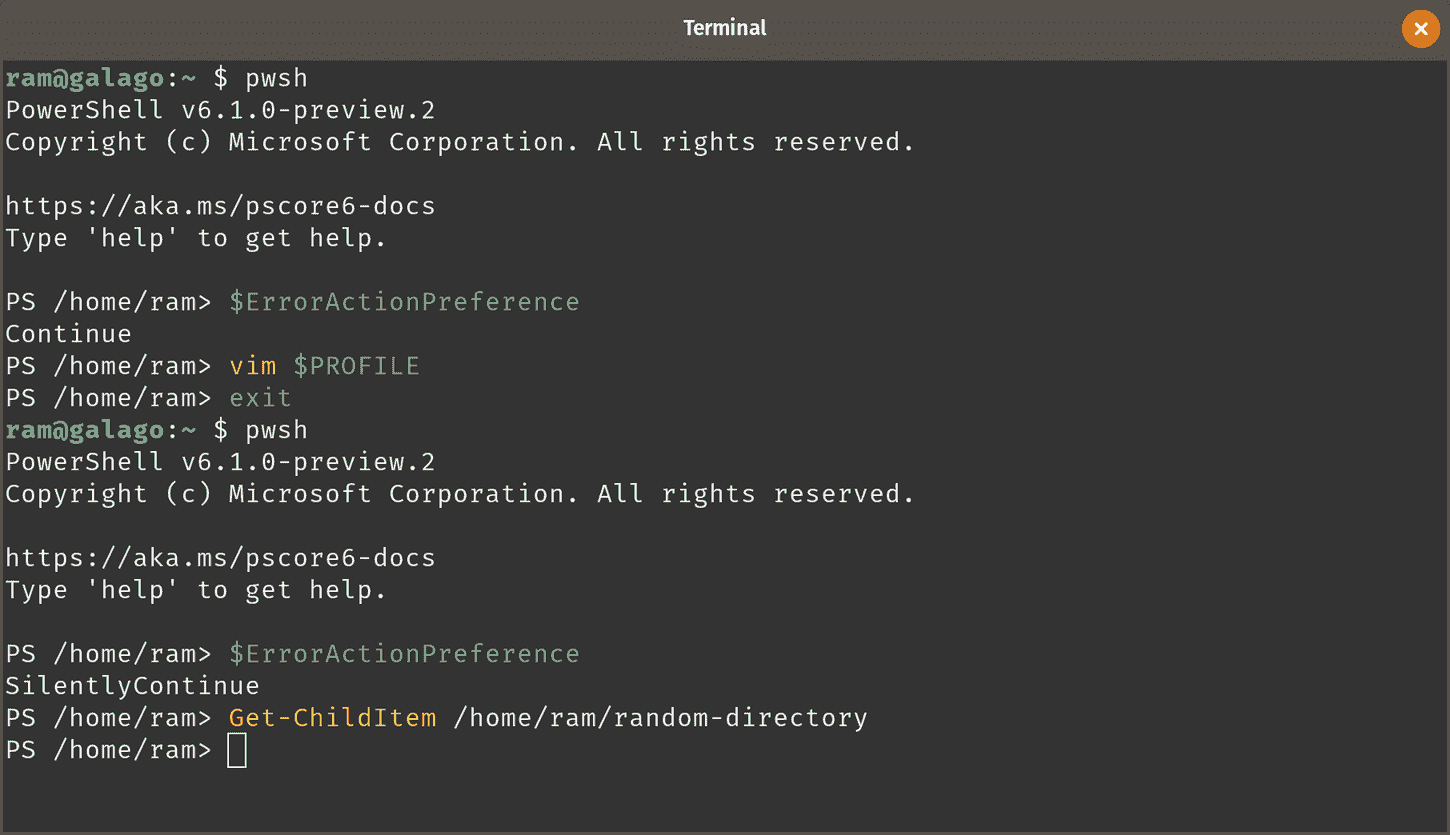 Terminal
ram@galago:~ $ pwsh
PowerShell v6.1.0-preview.2
Copyright (c) Microsoft Corporation. All rights reserved.
https://aka.ms/pscore6-docs
Type 'help' to get help.
PS /home/ram> $ErrorActionPreference
Continue
PS /home/ram> vim $PROFILE
PS /home/ram> exit
ram@galago:~ $ pwsh
PowerShell v6.1.0-preview.2
Copyright (c) Microsoft Corporation. All rights reserved.
https://aka.ms/pscore6-docs
Type 'help' to get help.
PS /home/ram> $ErrorActionPreference
SilentlyContinue
PS /home/ram> Get-ChildItem /home/ram/random-directory
PS /home/ram>